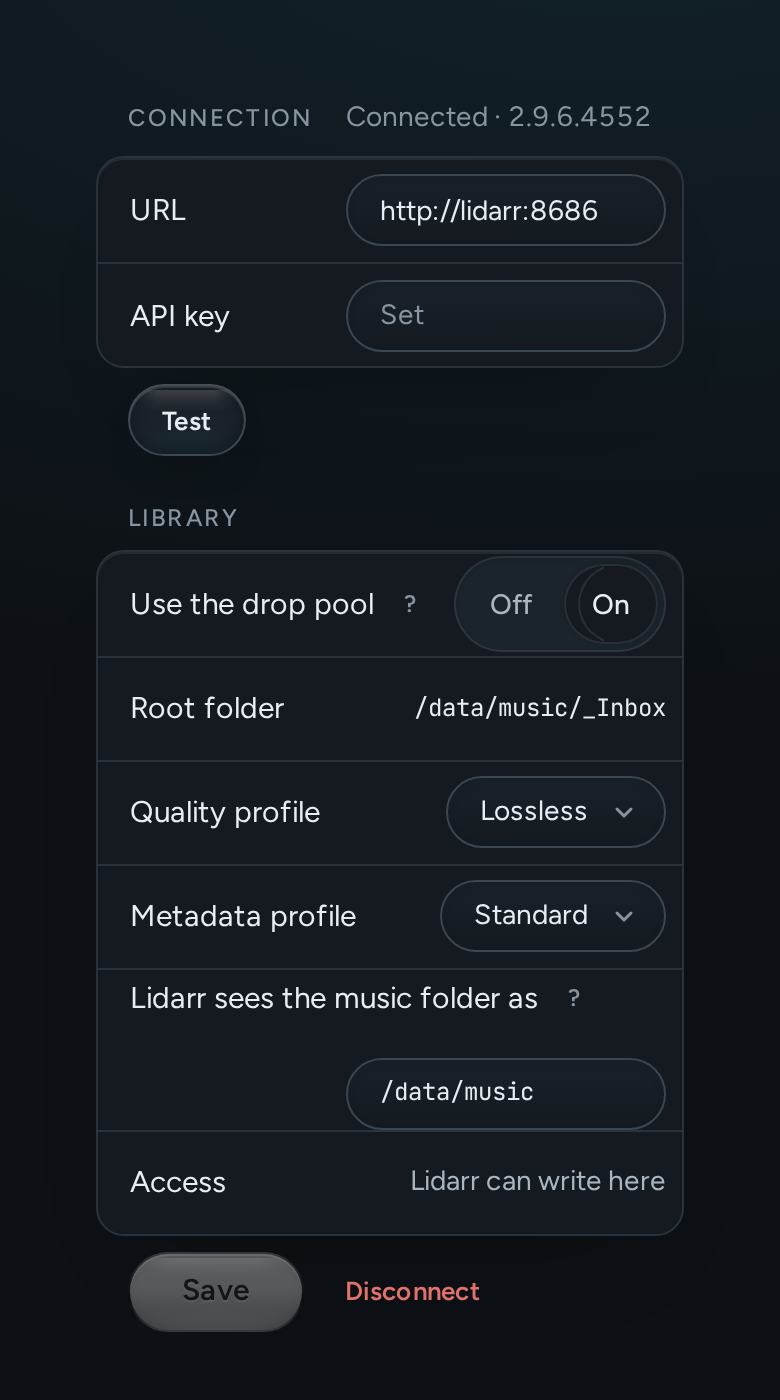 CONNECTION Connected · 2.9.6.4552
URL http://lidarr:8686
API key Set
Test
LIBRARY
Use the drop pool ? Off On
Root folder /data/music/_Inbox
Quality profile Lossless
Metadata profile Standard
Lidarr sees the music folder as ?
/data/music
Access Lidarr can write here
Save Disconnect